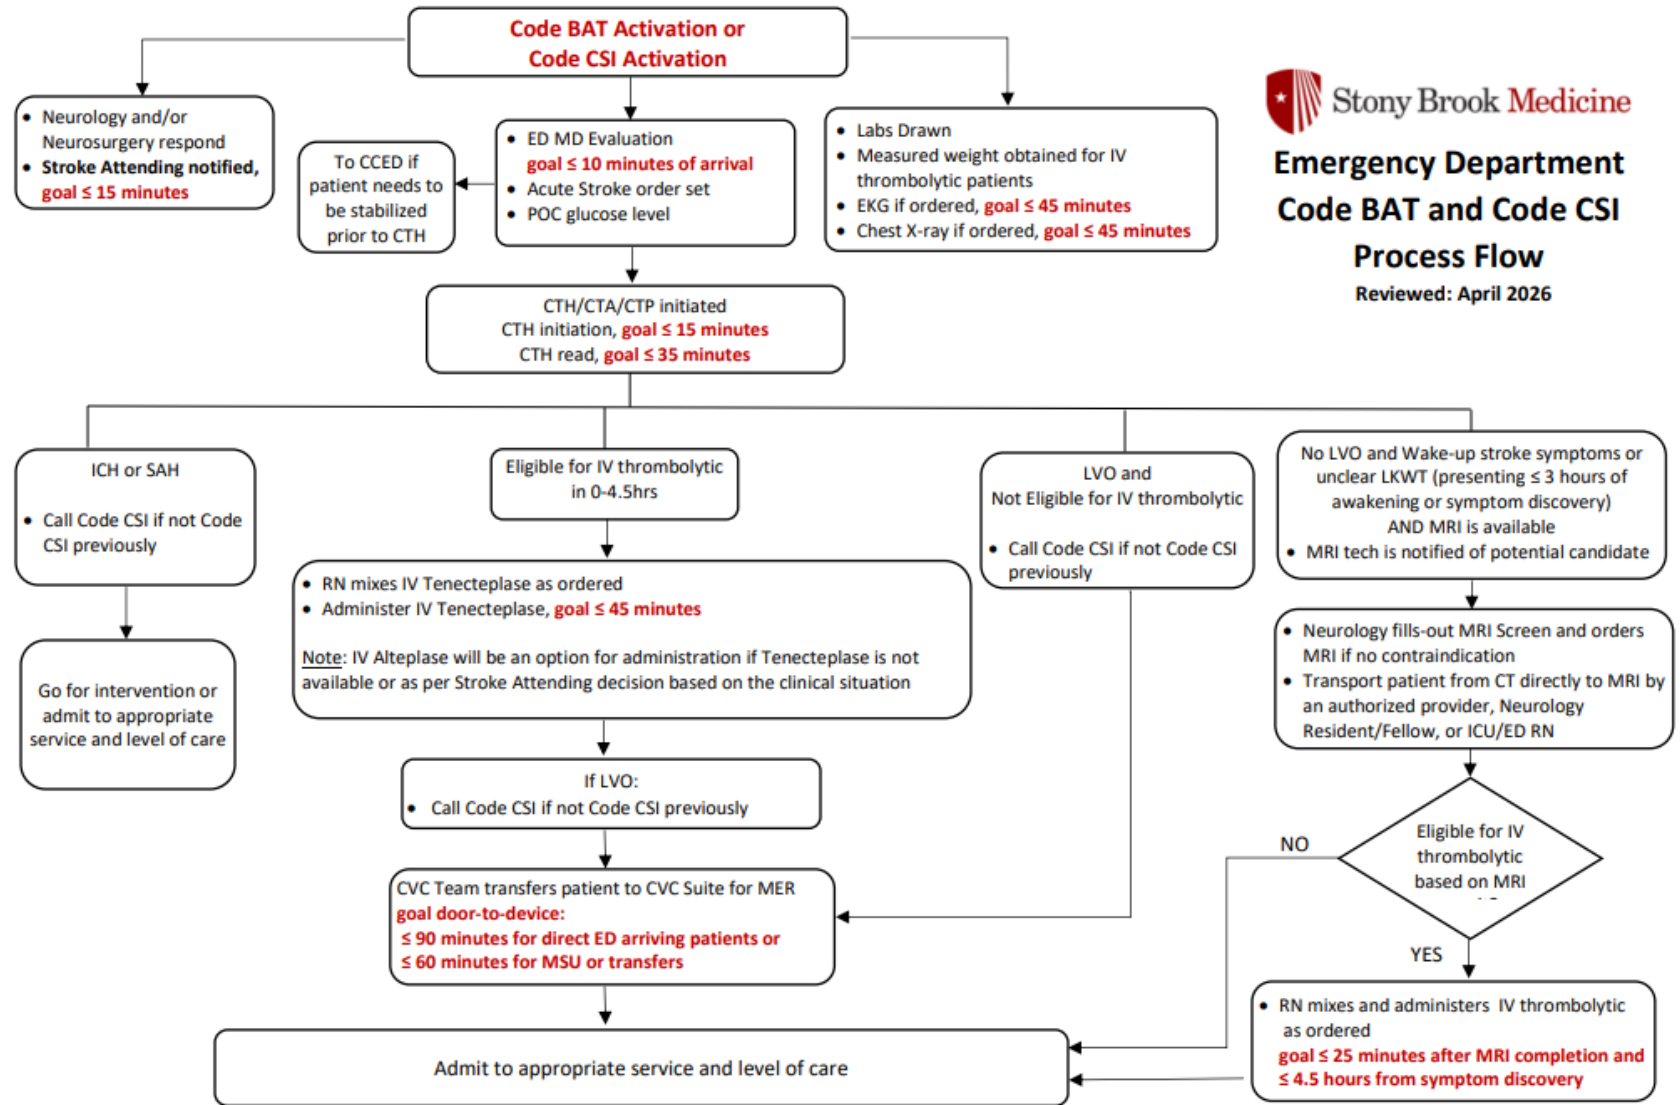 Code BAT Activation or
Code CSI Activation
Stony Brook Medicine
Emergency Department
Code BAT and Code CSI
Process Flow
Reviewed: April 2026
• Neurology and/or
Neurosurgery respond
• Stroke Attending notified,
goal ≤ 15 minutes
To CCED if
patient needs to
be stabilized
prior to CTH
• ED MD Evaluation
goal ≤ 10 minutes of arrival
• Acute Stroke order set
• POC glucose level
• Labs Drawn
• Measured weight obtained for IV
thrombolytic patients
• EKG if ordered, goal ≤ 45 minutes
• Chest X-ray if ordered, goal ≤ 45 minutes
CTH/CTA/CTP initiated
CTH initiation, goal ≤ 15 minutes
CTH read, goal ≤ 35 minutes
ICH or SAH
• Call Code CSI if not Code
CSI previously
Go for intervention or
admit to appropriate
service and level of care
Eligible for IV thrombolytic
in 0-4.5hrs
• RN mixes IV Tenecteplase as ordered
• Administer IV Tenecteplase, goal ≤ 45 minutes
Note: IV Alteplase will be an option for administration if Tenecteplase is not
available or as per Stroke Attending decision based on the clinical situation
If LVO:
• Call Code CSI if not Code CSI previously
CVC Team transfers patient to CVC Suite for MER
goal door-to-device:
≤ 90 minutes for direct ED arriving patients or
≤ 60 minutes for MSU or transfers
LVO and
Not Eligible for IV thrombolytic
• Call Code CSI if not Code CSI
previously
No LVO and Wake-up stroke symptoms or
unclear LKWT (presenting ≤ 3 hours of
awakening or symptom discovery)
AND MRI is available
• MRI tech is notified of potential candidate
• Neurology fills-out MRI Screen and orders
MRI if no contraindication
• Transport patient from CT directly to MRI by
an authorized provider, Neurology
Resident/Fellow, or ICU/ED RN
Eligible for IV
thrombolytic
based on MRI
NO
YES
• RN mixes and administers IV thrombolytic
as ordered
goal ≤ 25 minutes after MRI completion and
≤ 4.5 hours from symptom discovery
Admit to appropriate service and level of care